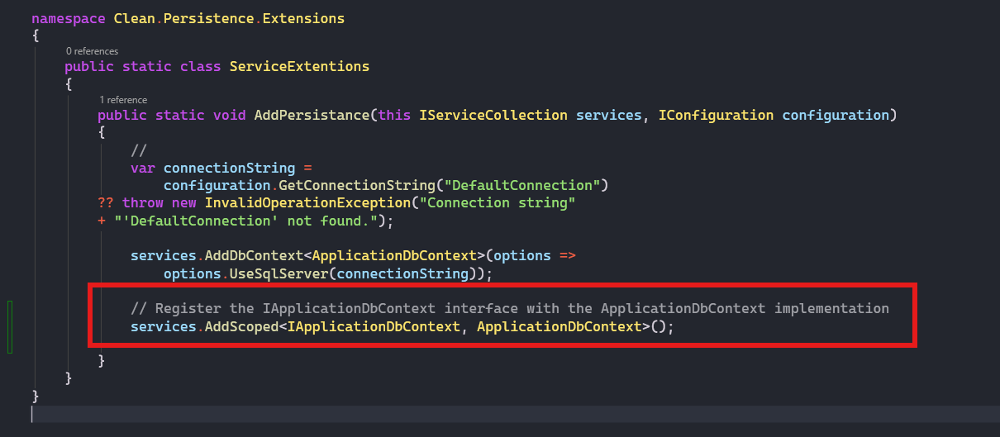 namespace Clean.Persistence.Extensions
{
0 references
public static class ServiceExtentions
{
1 reference
public static void AddPersistance(this IServiceCollection services, IConfiguration configuration)
{
//
var connectionString =
configuration.GetConnectionString("DefaultConnection")
?? throw new InvalidOperationException("Connection string"
+ "'DefaultConnection' not found.");
services.AddDbContext<ApplicationDbContext>(options =>
options.UseSqlServer(connectionString));
// Register the IApplicationDbContext interface with the ApplicationDbContext implementation
services.AddScoped<IApplicationDbContext, ApplicationDbContext>();
}
}
}